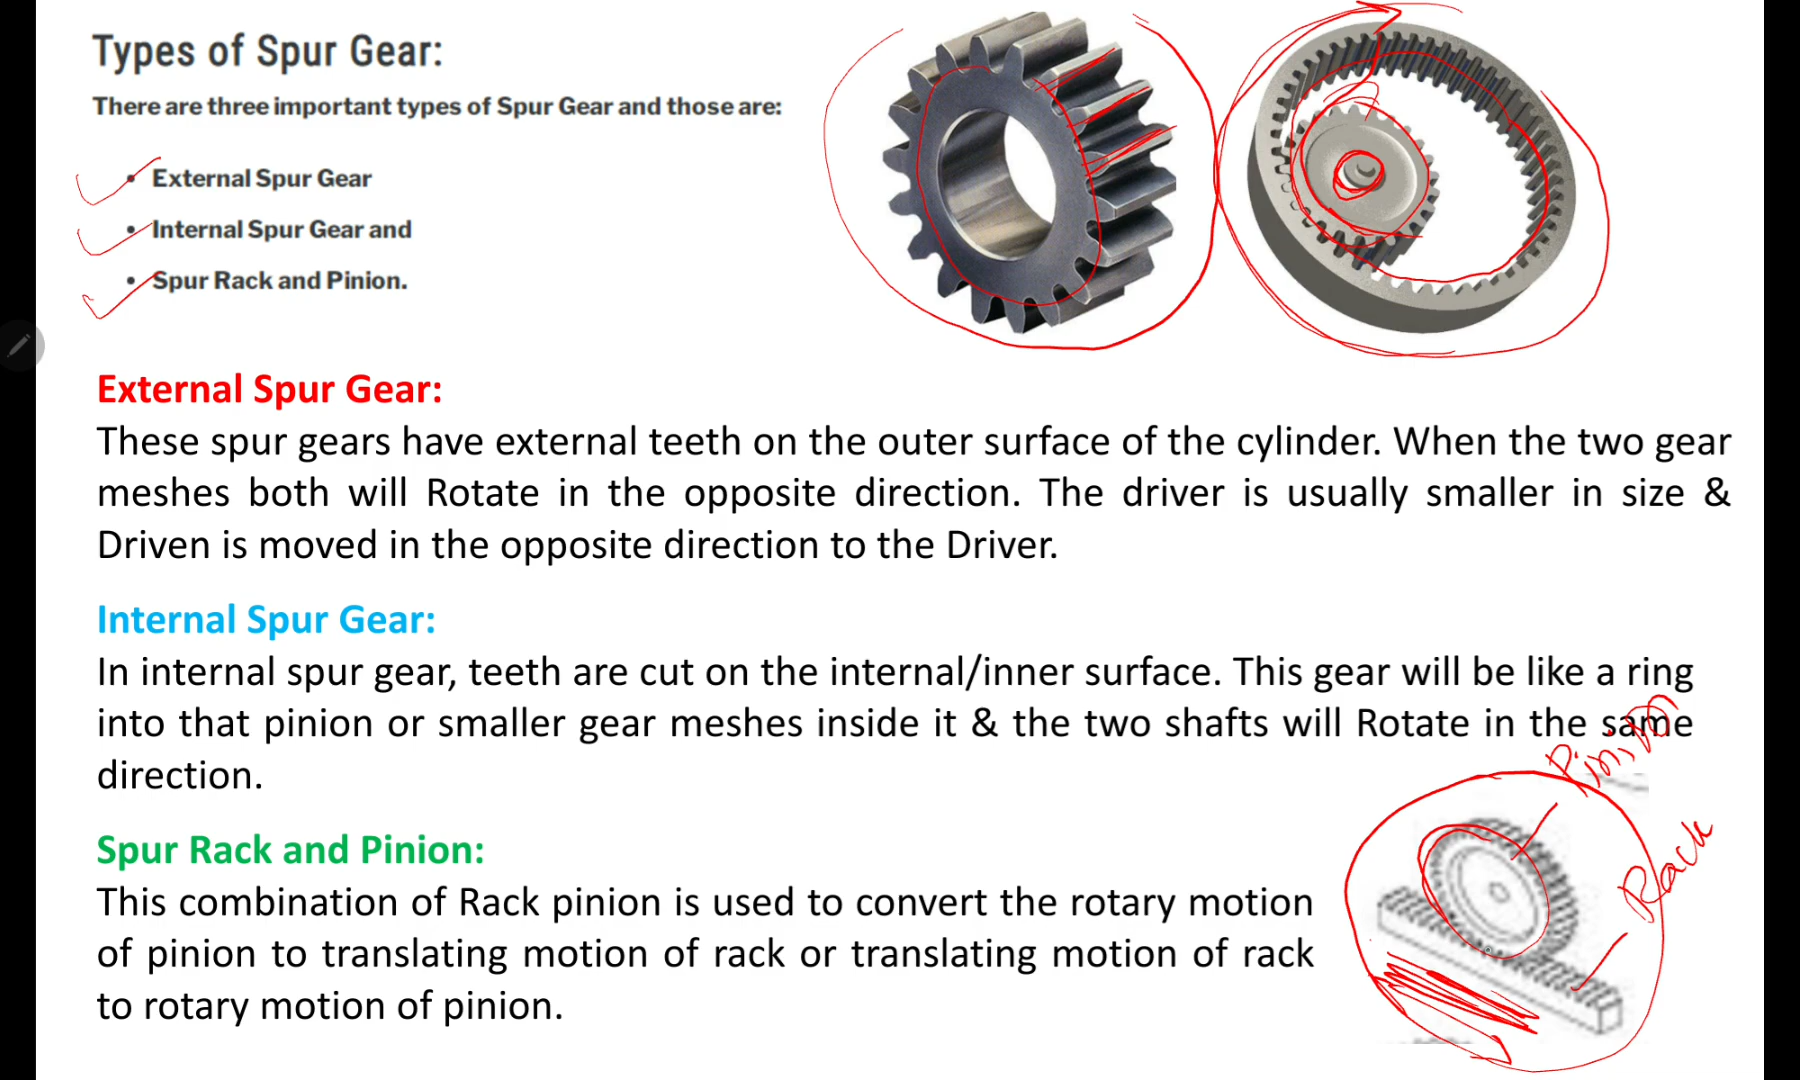 Types of Spur Gear:
There are three important types of Spur Gear and those are:
• External Spur Gear
• Internal Spur Gear and
• Spur Rack and Pinion.
External Spur Gear:
These spur gears have external teeth on the outer surface of the cylinder. When the two gear
meshes both will Rotate in the opposite direction. The driver is usually smaller in size &
Driven is moved in the opposite direction to the Driver.
Internal Spur Gear:
In internal spur gear, teeth are cut on the internal/inner surface. This gear will be like a ring
into that pinion or smaller gear meshes inside it & the two shafts will Rotate in the same
direction.
Pinion
Rack
Spur Rack and Pinion:
This combination of Rack pinion is used to convert the rotary motion
of pinion to translating motion of rack or translating motion of rack
to rotary motion of pinion.